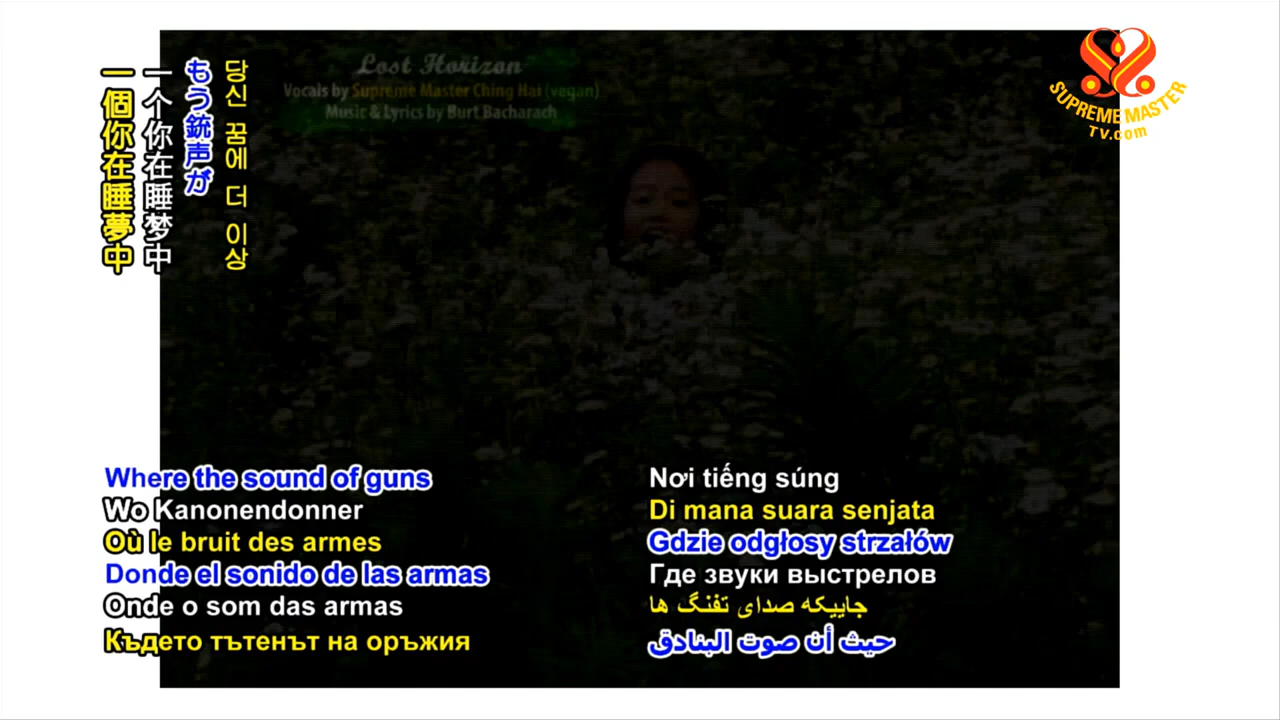 Lost Horizon
Vocals by Supreme Master Ching Hai (vegan)
Music & Lyrics by Burt Bacharach
SUPREME MASTER
TV.com
一個你在睡夢中
一个你在睡梦中
もう銃声が
당신 꿈에 더 이상
Where the sound of guns
Wo Kanonendonner
Où le bruit des armes
Donde el sonido de las armas
Onde o som das armas
Където тътенът на оръжия
Nơi tiếng súng
Di mana suara senjata
Gdzie odgłosy strzałów
Где звуки выстрелов
جاییکه صدای تفنگ ها
حيث أن صوت البنادق